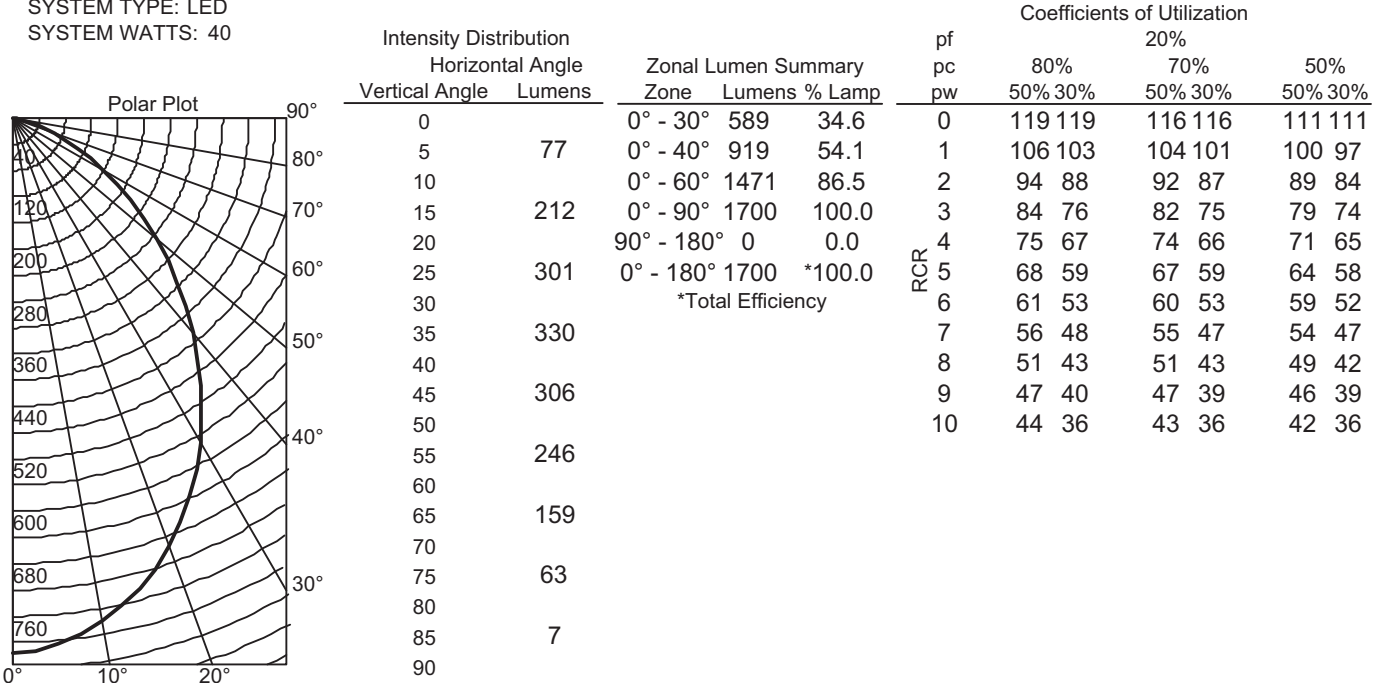 SYSTEM TYPE: LED
SYSTEM WATTS: 40
Polar Plot
90°
80°
70°
60°
50°
40°
30°
40
120
200
280
360
440
520
600
680
760
0° 10° 20°
Intensity Distribution
Horizontal Angle
Vertical Angle Lumens
0
5 77
10
15 212
20
25 301
30
35 330
40
45 306
50
55 246
60
65 159
70
75 63
80
85 7
90
Zonal Lumen Summary
Zone Lumens % Lamp
0° - 30° 589 34.6
0° - 40° 919 54.1
0° - 60° 1471 86.5
0° - 90° 1700 100.0
90° - 180° 0 0.0
0° - 180° 1700 *100.0
*Total Efficiency
Coefficients of Utilization
pf 20%
pc 80% 70% 50%
pw 50% 30% 50% 30% 50% 30%
RCR
0 119 119 116 116 111 111
1 106 103 104 101 100 97
2 94 88 92 87 89 84
3 84 76 82 75 79 74
4 75 67 74 66 71 65
5 68 59 67 59 64 58
6 61 53 60 53 59 52
7 56 48 55 47 54 47
8 51 43 51 43 49 42
9 47 40 47 39 46 39
10 44 36 43 36 42 36